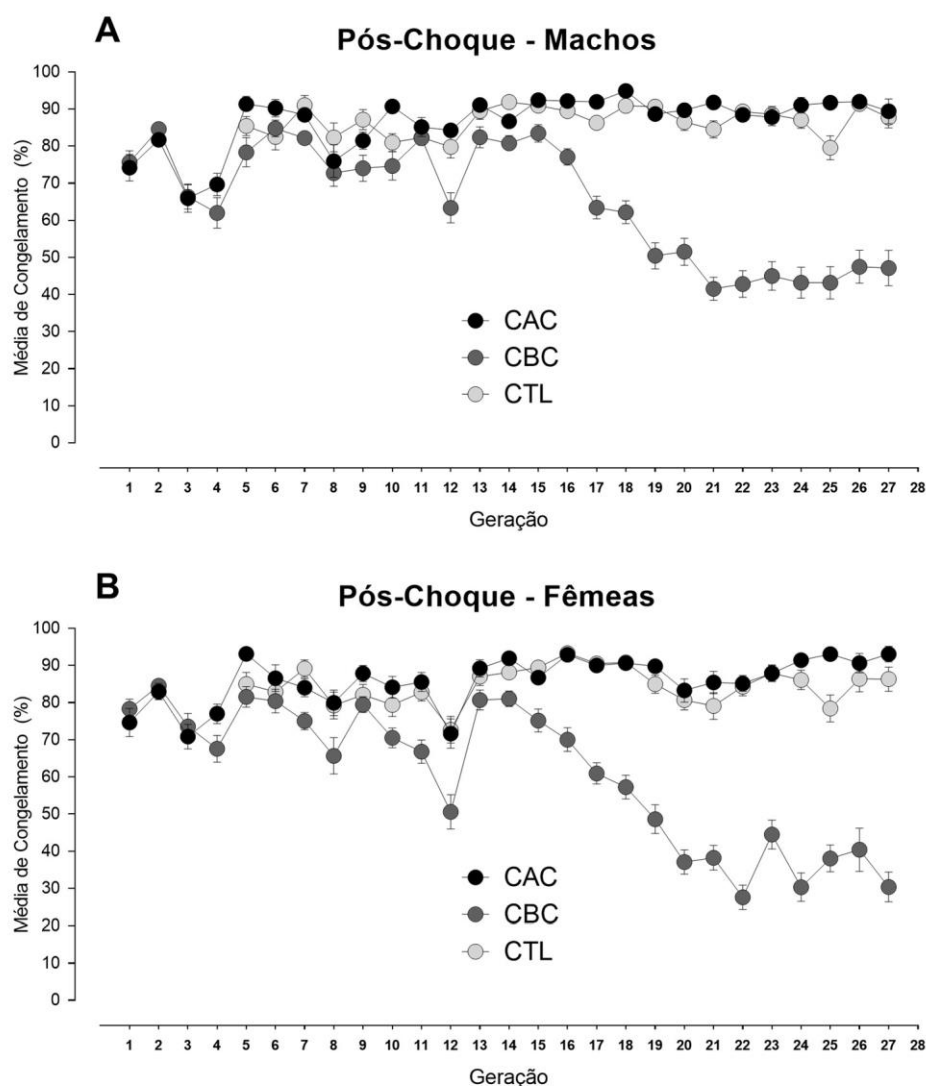 A
Pós-Choque - Machos
Média de Congelamento (%)
100
90
80
70
60
50
40
30
20
10
0
CAC
CBC
CTL
1 2 3 4 5 6 7 8 9 10 11 12 13 14 15 16 17 18 19 20 21 22 23 24 25 26 27 28
Geração
B
Pós-Choque - Fêmeas
Média de Congelamento (%)
100
90
80
70
60
50
40
30
20
10
0
CAC
CBC
CTL
1 2 3 4 5 6 7 8 9 10 11 12 13 14 15 16 17 18 19 20 21 22 23 24 25 26 27 28
Geração